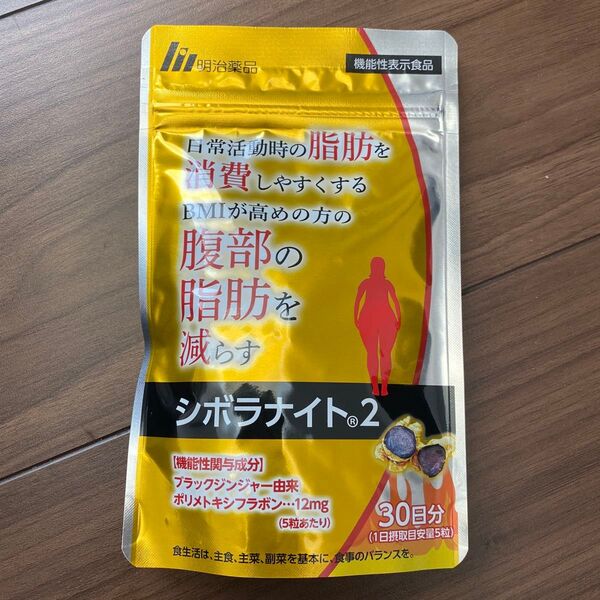 明治薬品
機能性表示食品
日常活動時の脂肪を
消費しやすくする
BMIが高めの方の
腹部の
脂肪を
減らす
シボラナイト®2
【機能性関与成分】
ブラックジンジャー由来
ポリメトキシフラボン…12mg
(5粒あたり)
30日分
(1日摂取目安量5粒)
食生活は、主食、主菜、副菜を基本に、食事のバランスを。